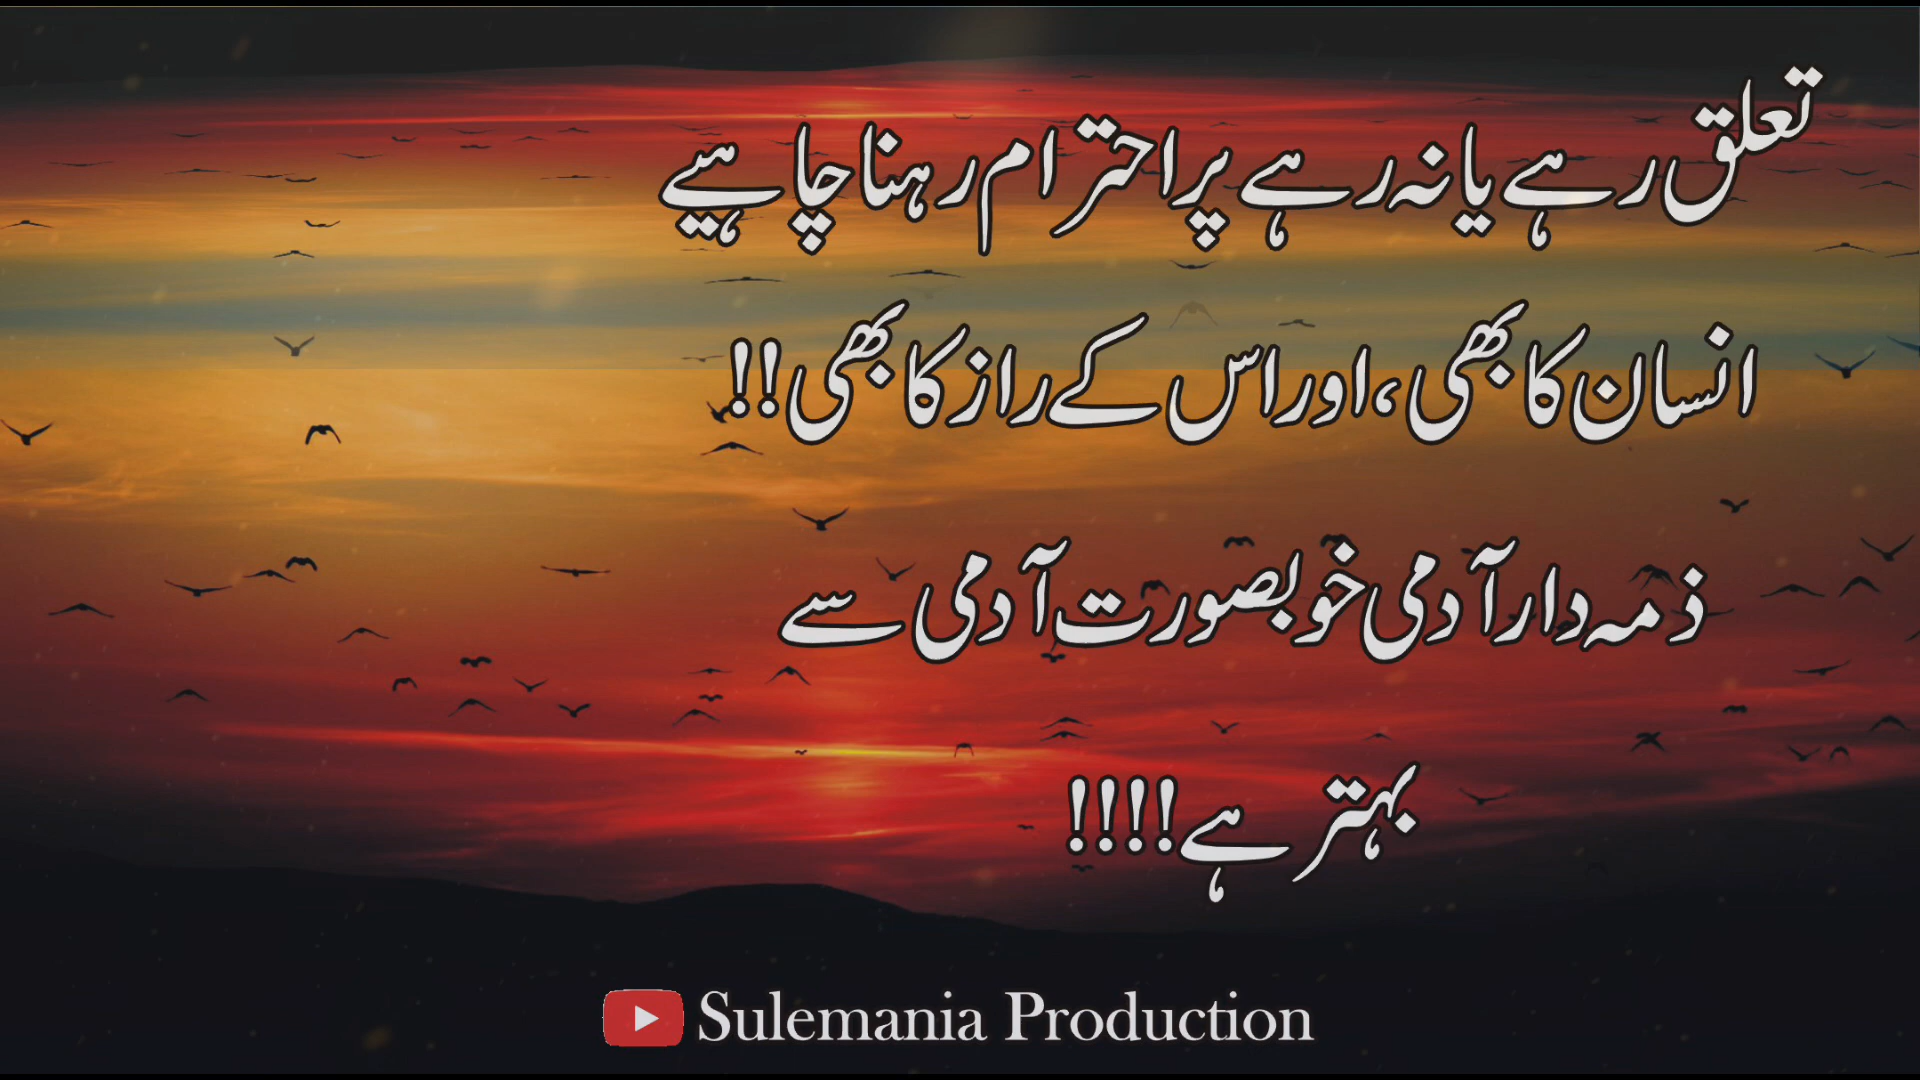 تعلق رہے یا نہ رہے پر احترام رہنا چاہیے
انسان کا بھی، اور اس کے راز کا بھی!!
ذمہ دار آدمی خوبصورت آدمی سے
بہتر ہے!!!!
Sulemania Production